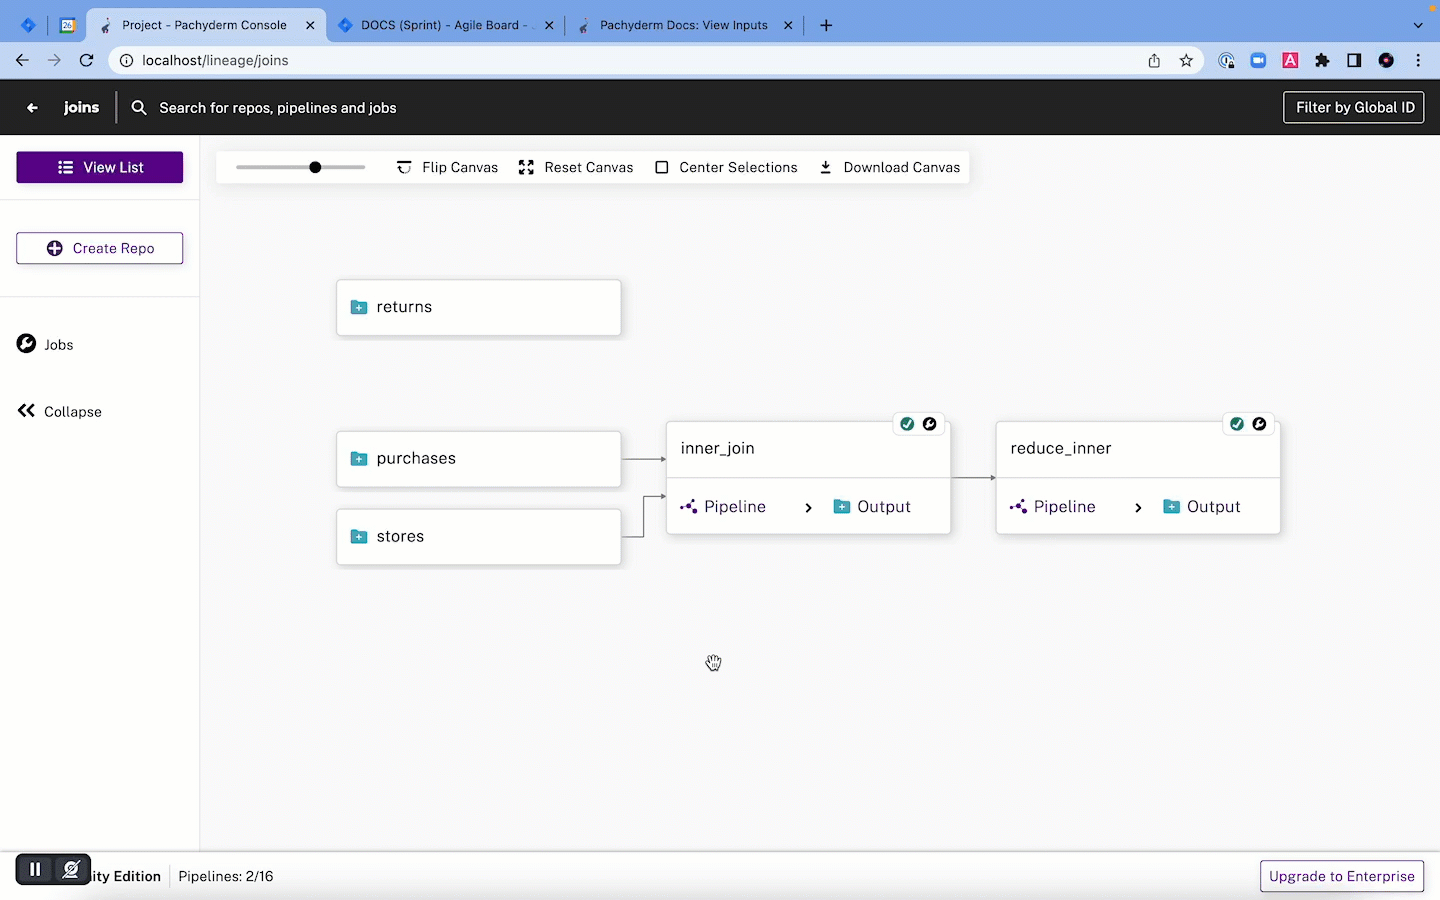 26
Project - Pachyderm Console
DOCS (Sprint) - Agile Board -
Pachyderm Docs: View Inputs
localhost/lineage/joins
A
joins
Search for repos, pipelines and jobs
Filter by Global ID
View List
Flip Canvas
Reset Canvas
Center Selections
Download Canvas
Create Repo
returns
Jobs
Collapse
purchases
stores
inner_join
Pipeline
Output
reduce_inner
Pipeline
Output
ity Edition
Pipelines: 2/16
Upgrade to Enterprise